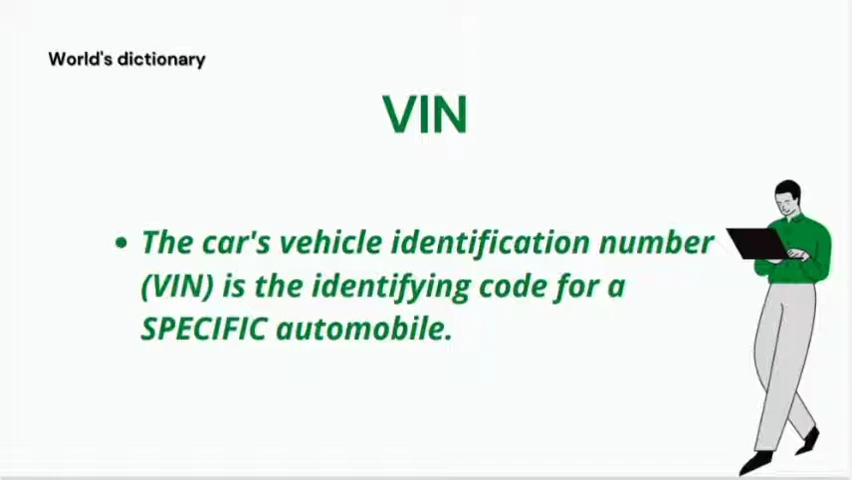 World's dictionary
VIN
• The car's vehicle identification number
(VIN) is the identifying code for a
SPECIFIC automobile.